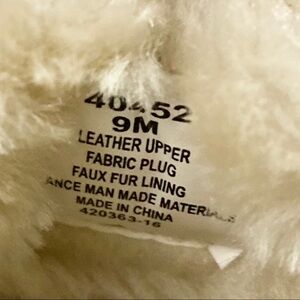 40452
9M
LEATHER UPPER
FABRIC PLUG
FAUX FUR LINING
ANCE MAN MADE MATERIALS
MADE IN CHINA
420363-16